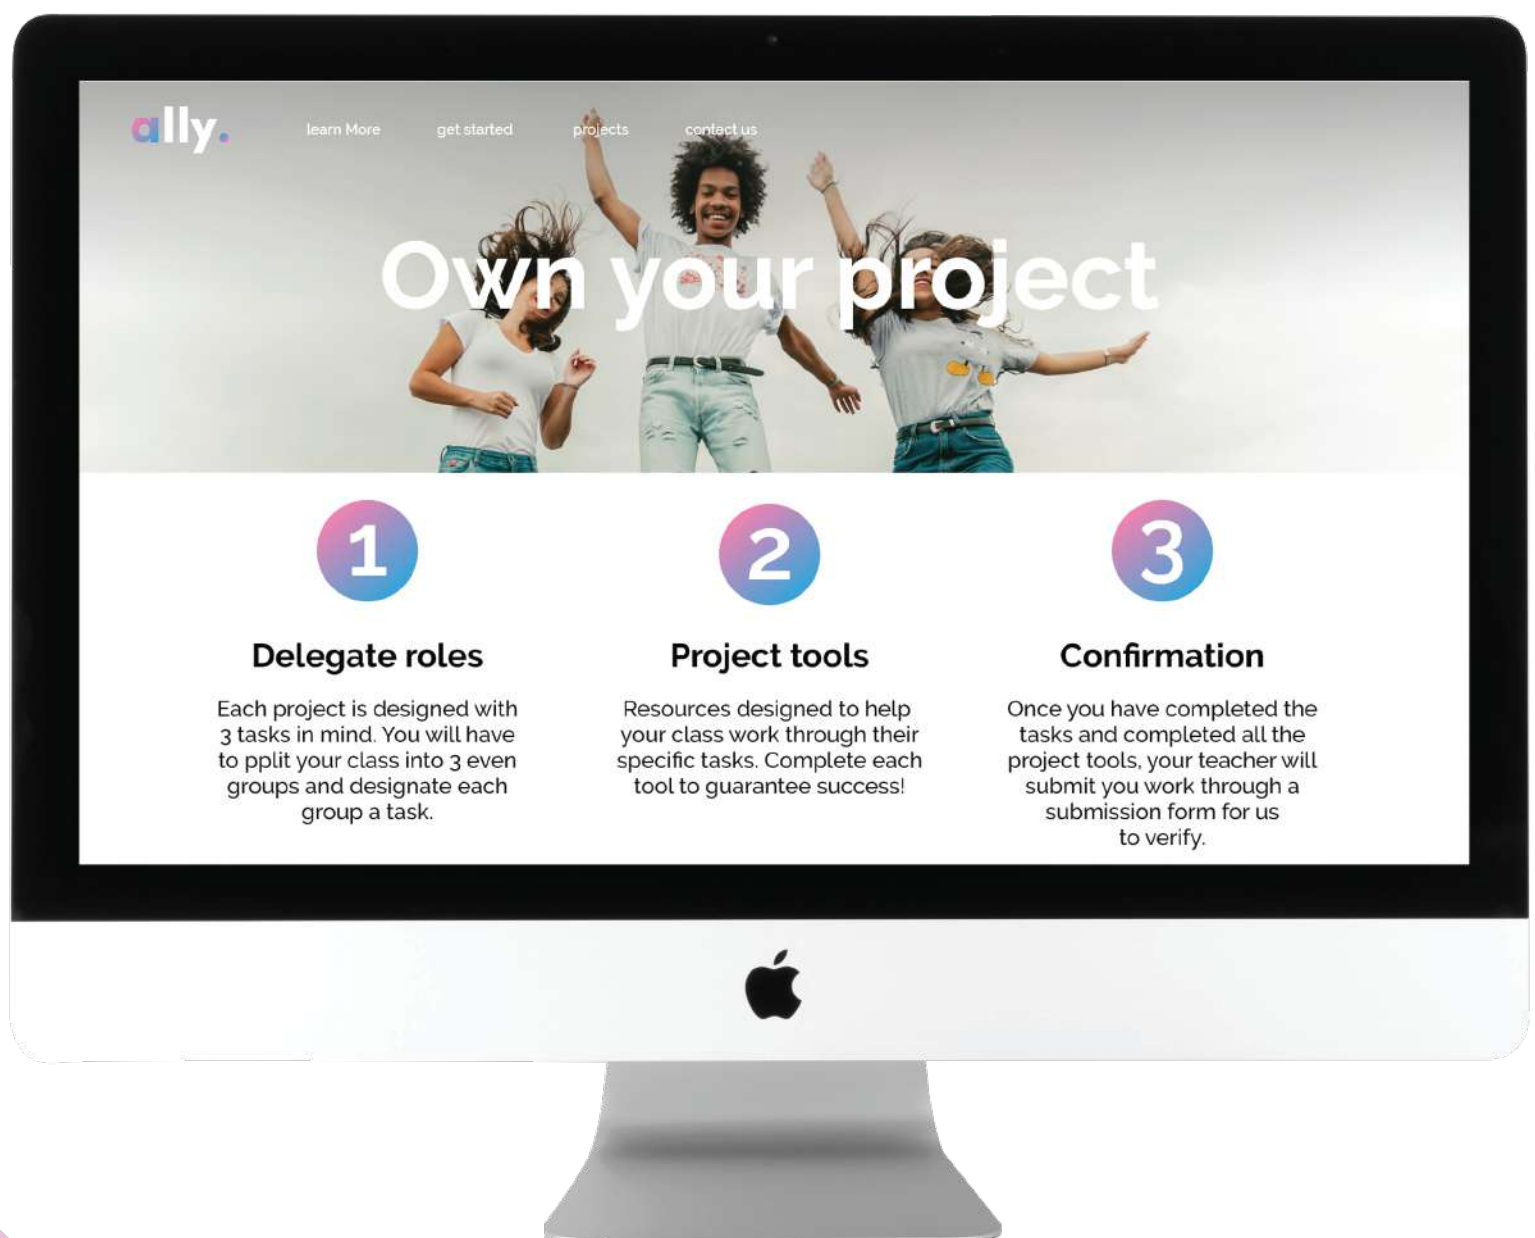 ally.
learn More
get started
projects
contact us
Own your project
1
Delegate roles
Each project is designed with
3 tasks in mind. You will have
to pplit your class into 3 even
groups and designate each
group a task.
2
Project tools
Resources designed to help
your class work through their
specific tasks. Complete each
tool to guarantee success!
3
Confirmation
Once you have completed the
tasks and completed all the
project tools, your teacher will
submit you work through a
submission form for us
to verify.